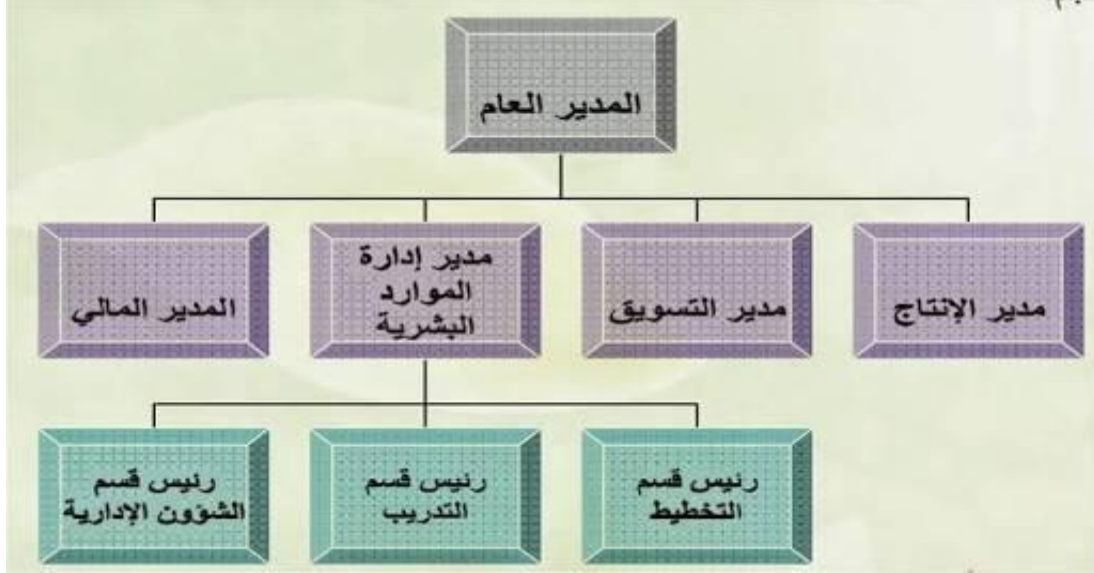 المدير العام
مدير الإنتاج
مدير التسويق
مدير إدارة
الموارد
البشرية
المدير المالي
رئيس قسم
التخطيط
رئيس قسم
التدريب
رئيس قسم
الشؤون الإدارية